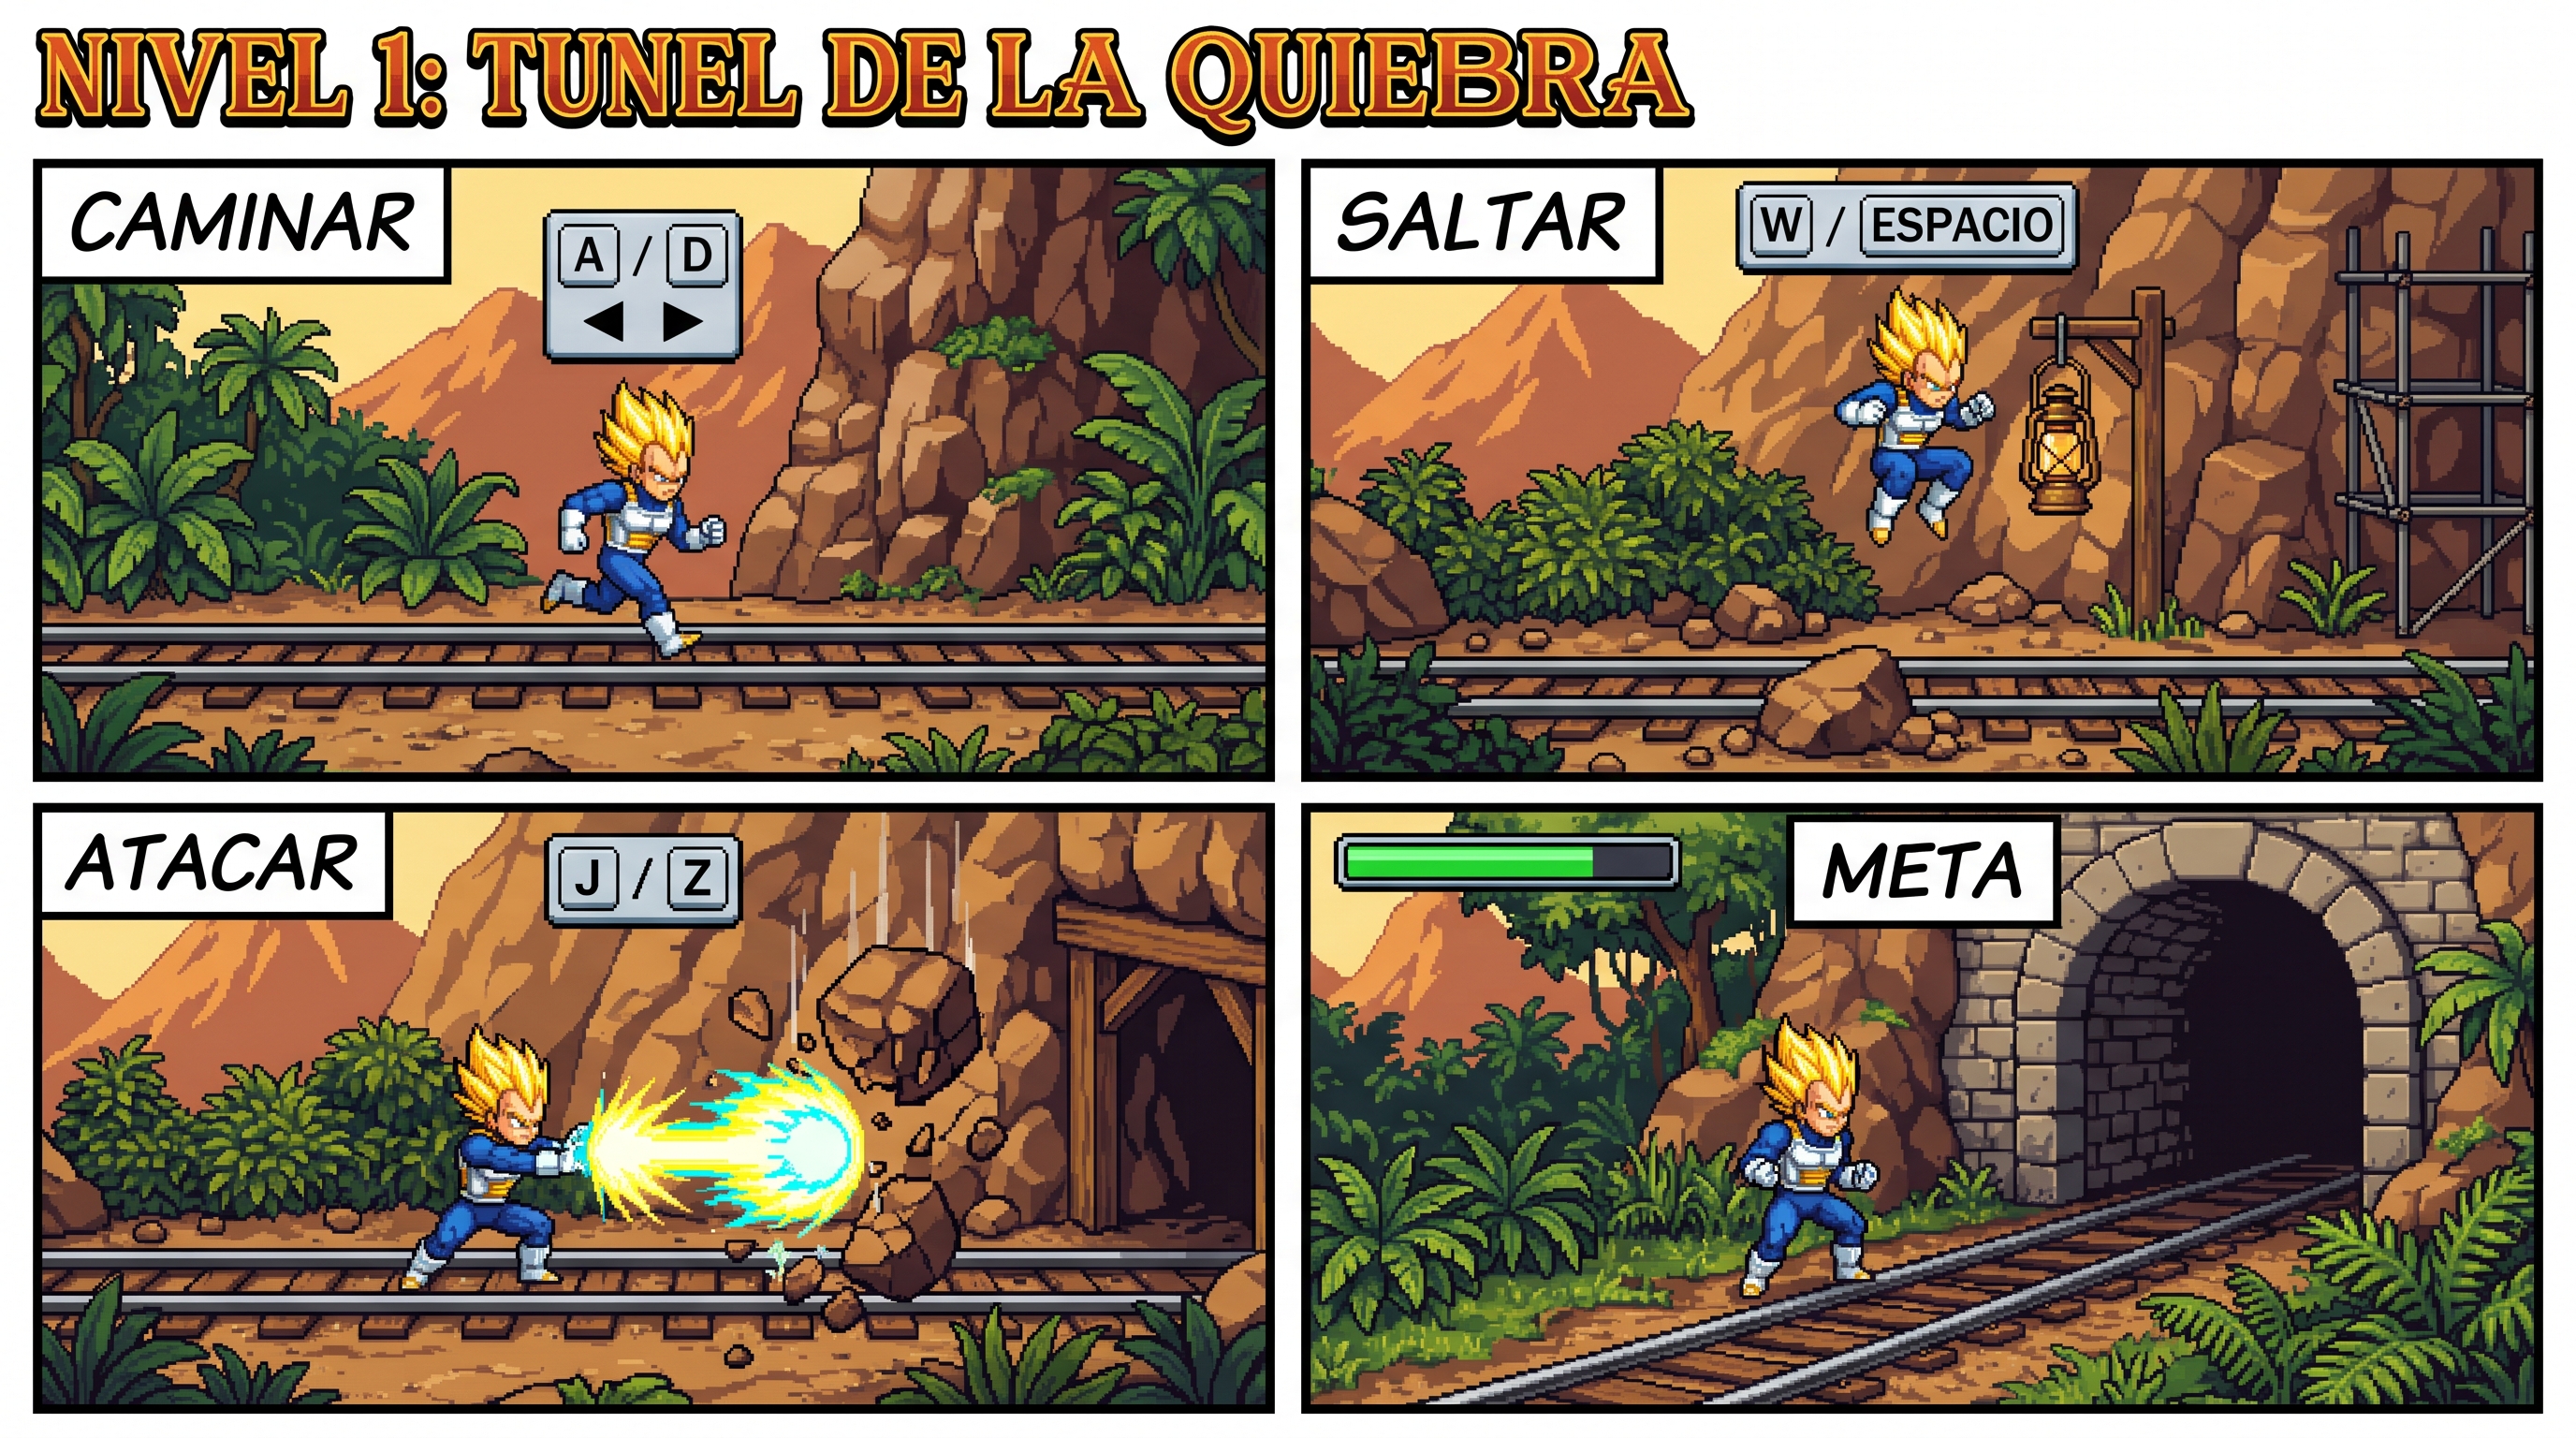 NIVEL 1: TUNEL DE LA QUIEBRA
CAMINAR
A / D
SALTAR
W / ESPACIO
ATACAR
J / Z
META